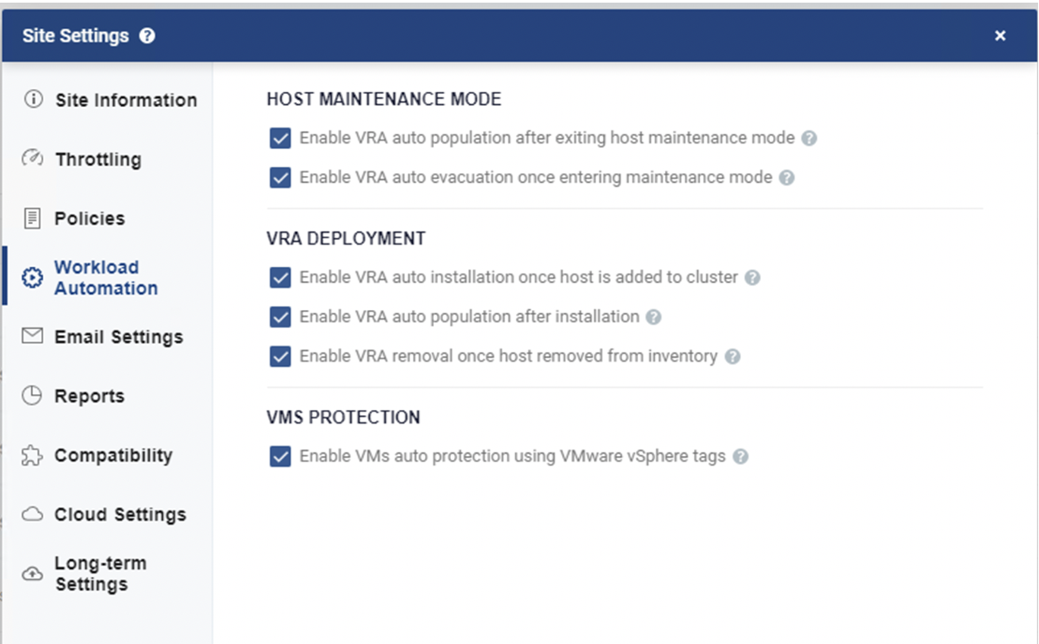 Site Settings ?
Site Information
Throttling
Policies
Workload
Automation
Email Settings
Reports
Compatibility
Cloud Settings
Long-term
Settings
HOST MAINTENANCE MODE
Enable VRA auto population after exiting host maintenance mode ?
Enable VRA auto evacuation once entering maintenance mode ?
VRA DEPLOYMENT
Enable VRA auto installation once host is added to cluster ?
Enable VRA auto population after installation ?
Enable VRA removal once host removed from inventory ?
VMS PROTECTION
Enable VMs auto protection using VMware vSphere tags ?